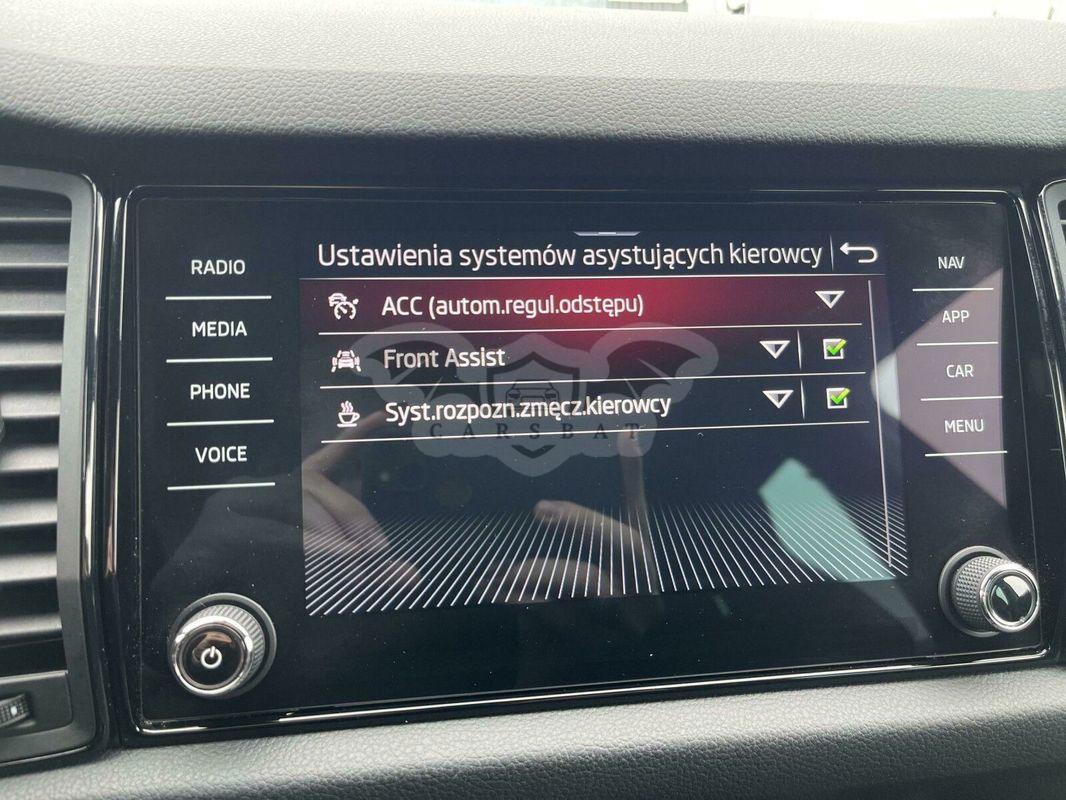 Ustawienia systemów asystujących kierowcy
ACC (autom.regul.odstępu)
Front Assist
Syst.rozpozn.zmęcz.kierowcy
CARSBAT
RADIO
MEDIA
PHONE
VOICE
NAV
APP
CAR
MENU